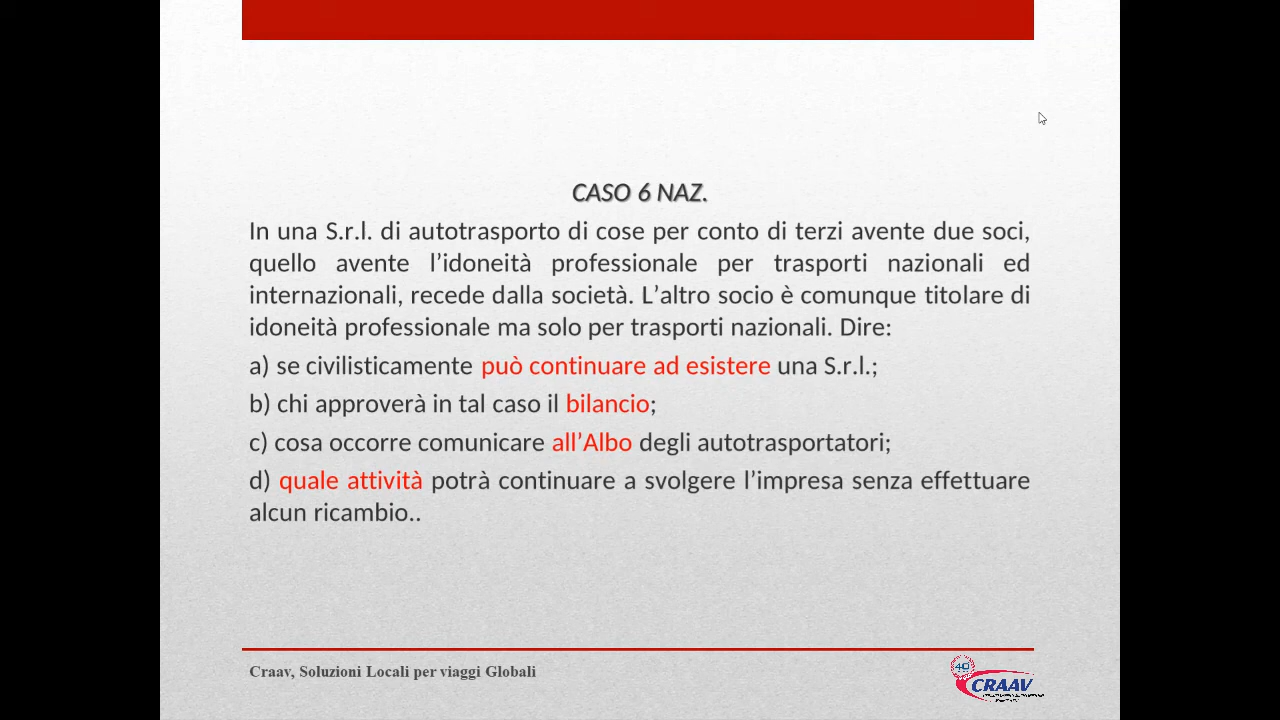 CASO 6 NAZ.
In una S.r.l. di autotrasporto di cose per conto di terzi avente due soci,
quello avente l’idoneità professionale per trasporti nazionali ed
internazionali, recede dalla società. L’altro socio è comunque titolare di
idoneità professionale ma solo per trasporti nazionali. Dire:
a) se civilisticamente può continuare ad esistere una S.r.l.;
b) chi approverà in tal caso il bilancio;
c) cosa occorre comunicare all’Albo degli autotrasportatori;
d) quale attività potrà continuare a svolgere l’impresa senza effettuare
alcun ricambio..
Craav, Soluzioni Locali per viaggi Globali
40
CRAAV